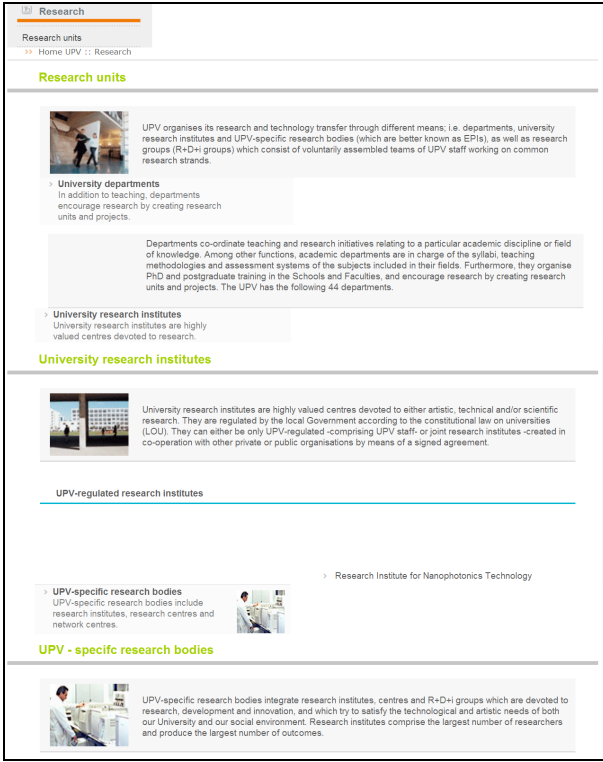 Research
Research units
>> Home UPV :: Research
Research units
UPV organises its research and technology transfer through different means; i.e. departments, university
research institutes and UPV-specific research bodies (which are better known as EPIs), as well as research
groups (R+D+i groups) which consist of voluntarily assembled teams of UPV staff working on common
research strands.
› University departments
In addition to teaching, departments
encourage research by creating research
units and projects.
Departments co-ordinate teaching and research initiatives relating to a particular academic discipline or field
of knowledge. Among other functions, academic departments are in charge of the syllabi, teaching
methodologies and assessment systems of the subjects included in their fields. Furthermore, they organise
PhD and postgraduate training in the Schools and Faculties, and encourage research by creating research
units and projects. The UPV has the following 44 departments.
› University research institutes
University research institutes are highly
valued centres devoted to research.
University research institutes
University research institutes are highly valued centres devoted to either artistic, technical and/or scientific
research. They are regulated by the local Government according to the constitutional law on universities
(LOU). They can either be only UPV-regulated -comprising UPV staff- or joint research institutes -created in
co-operation with other private or public organisations by means of a signed agreement.
UPV-regulated research institutes
› Research Institute for Nanophotonics Technology
› UPV-specific research bodies
UPV-specific research bodies include
research institutes, research centres and
network centres.
UPV - specifc research bodies
UPV-specific research bodies integrate research institutes, centres and R+D+i groups which are devoted to
research, development and innovation, and which try to satisfy the technological and artistic needs of both
our University and our social environment. Research institutes comprise the largest number of researchers
and produce the largest number of outcomes.